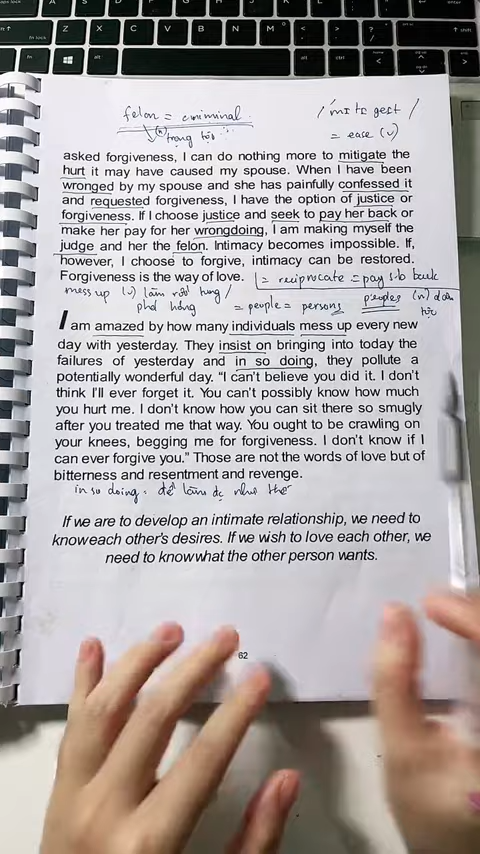 felon = criminal
/ˈmɪtɪgeɪt/
(n) trọng tội
= ease (v)
asked forgiveness, I can do nothing more to mitigate the
hurt it may have caused my spouse. When I have been
wronged by my spouse and she has painfully confessed it
and requested forgiveness, I have the option of justice or
forgiveness. If I choose justice and seek to pay her back or
make her pay for her wrongdoing, I am making myself the
judge and her the felon. Intimacy becomes impossible. If,
however, I choose to forgive, intimacy can be restored.
Forgiveness is the way of love.
= reciprocate = pay s.b back
mess up (v) làm rối tung /
phá hỏng
= people = persons
peoples (n) dân
tộc
I am amazed by how many individuals mess up every new
day with yesterday. They insist on bringing into today the
failures of yesterday and in so doing, they pollute a
potentially wonderful day. "I can't believe you did it. I don't
think I'll ever forget it. You can't possibly know how much
you hurt me. I don't know how you can sit there so smugly
after you treated me that way. You ought to be crawling on
your knees, begging me for forgiveness. I don't know if I
can ever forgive you." Those are not the words of love but of
bitterness and resentment and revenge.
in so doing: để làm đc như thế
If we are to develop an intimate relationship, we need to
knoweach other's desires. If we wish to love each other, we
need to knowwhat the other person wants.
62